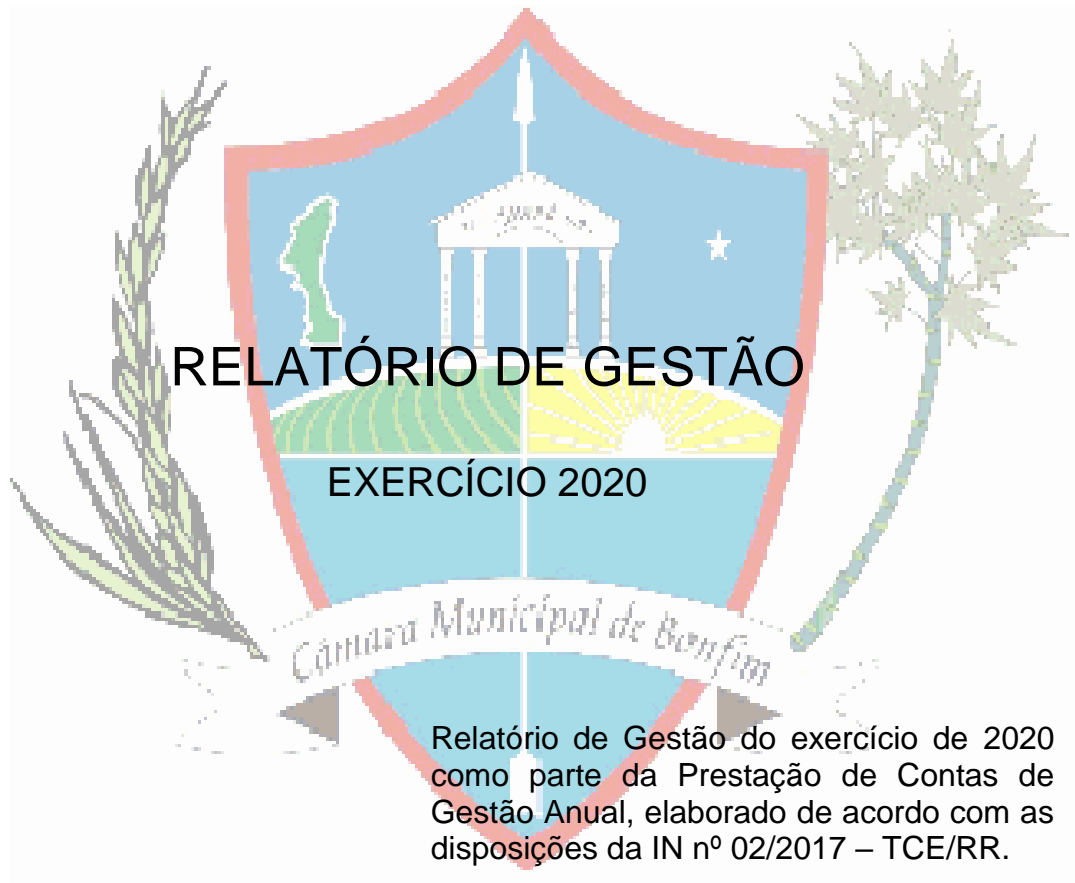 RELATÓRIO DE GESTÃO
EXERCÍCIO 2020
Câmara Municipal de Bonfim
Relatório de Gestão do exercício de 2020
como parte da Prestação de Contas de
Gestão Anual, elaborado de acordo com as
disposições da IN nº 02/2017 – TCE/RR.